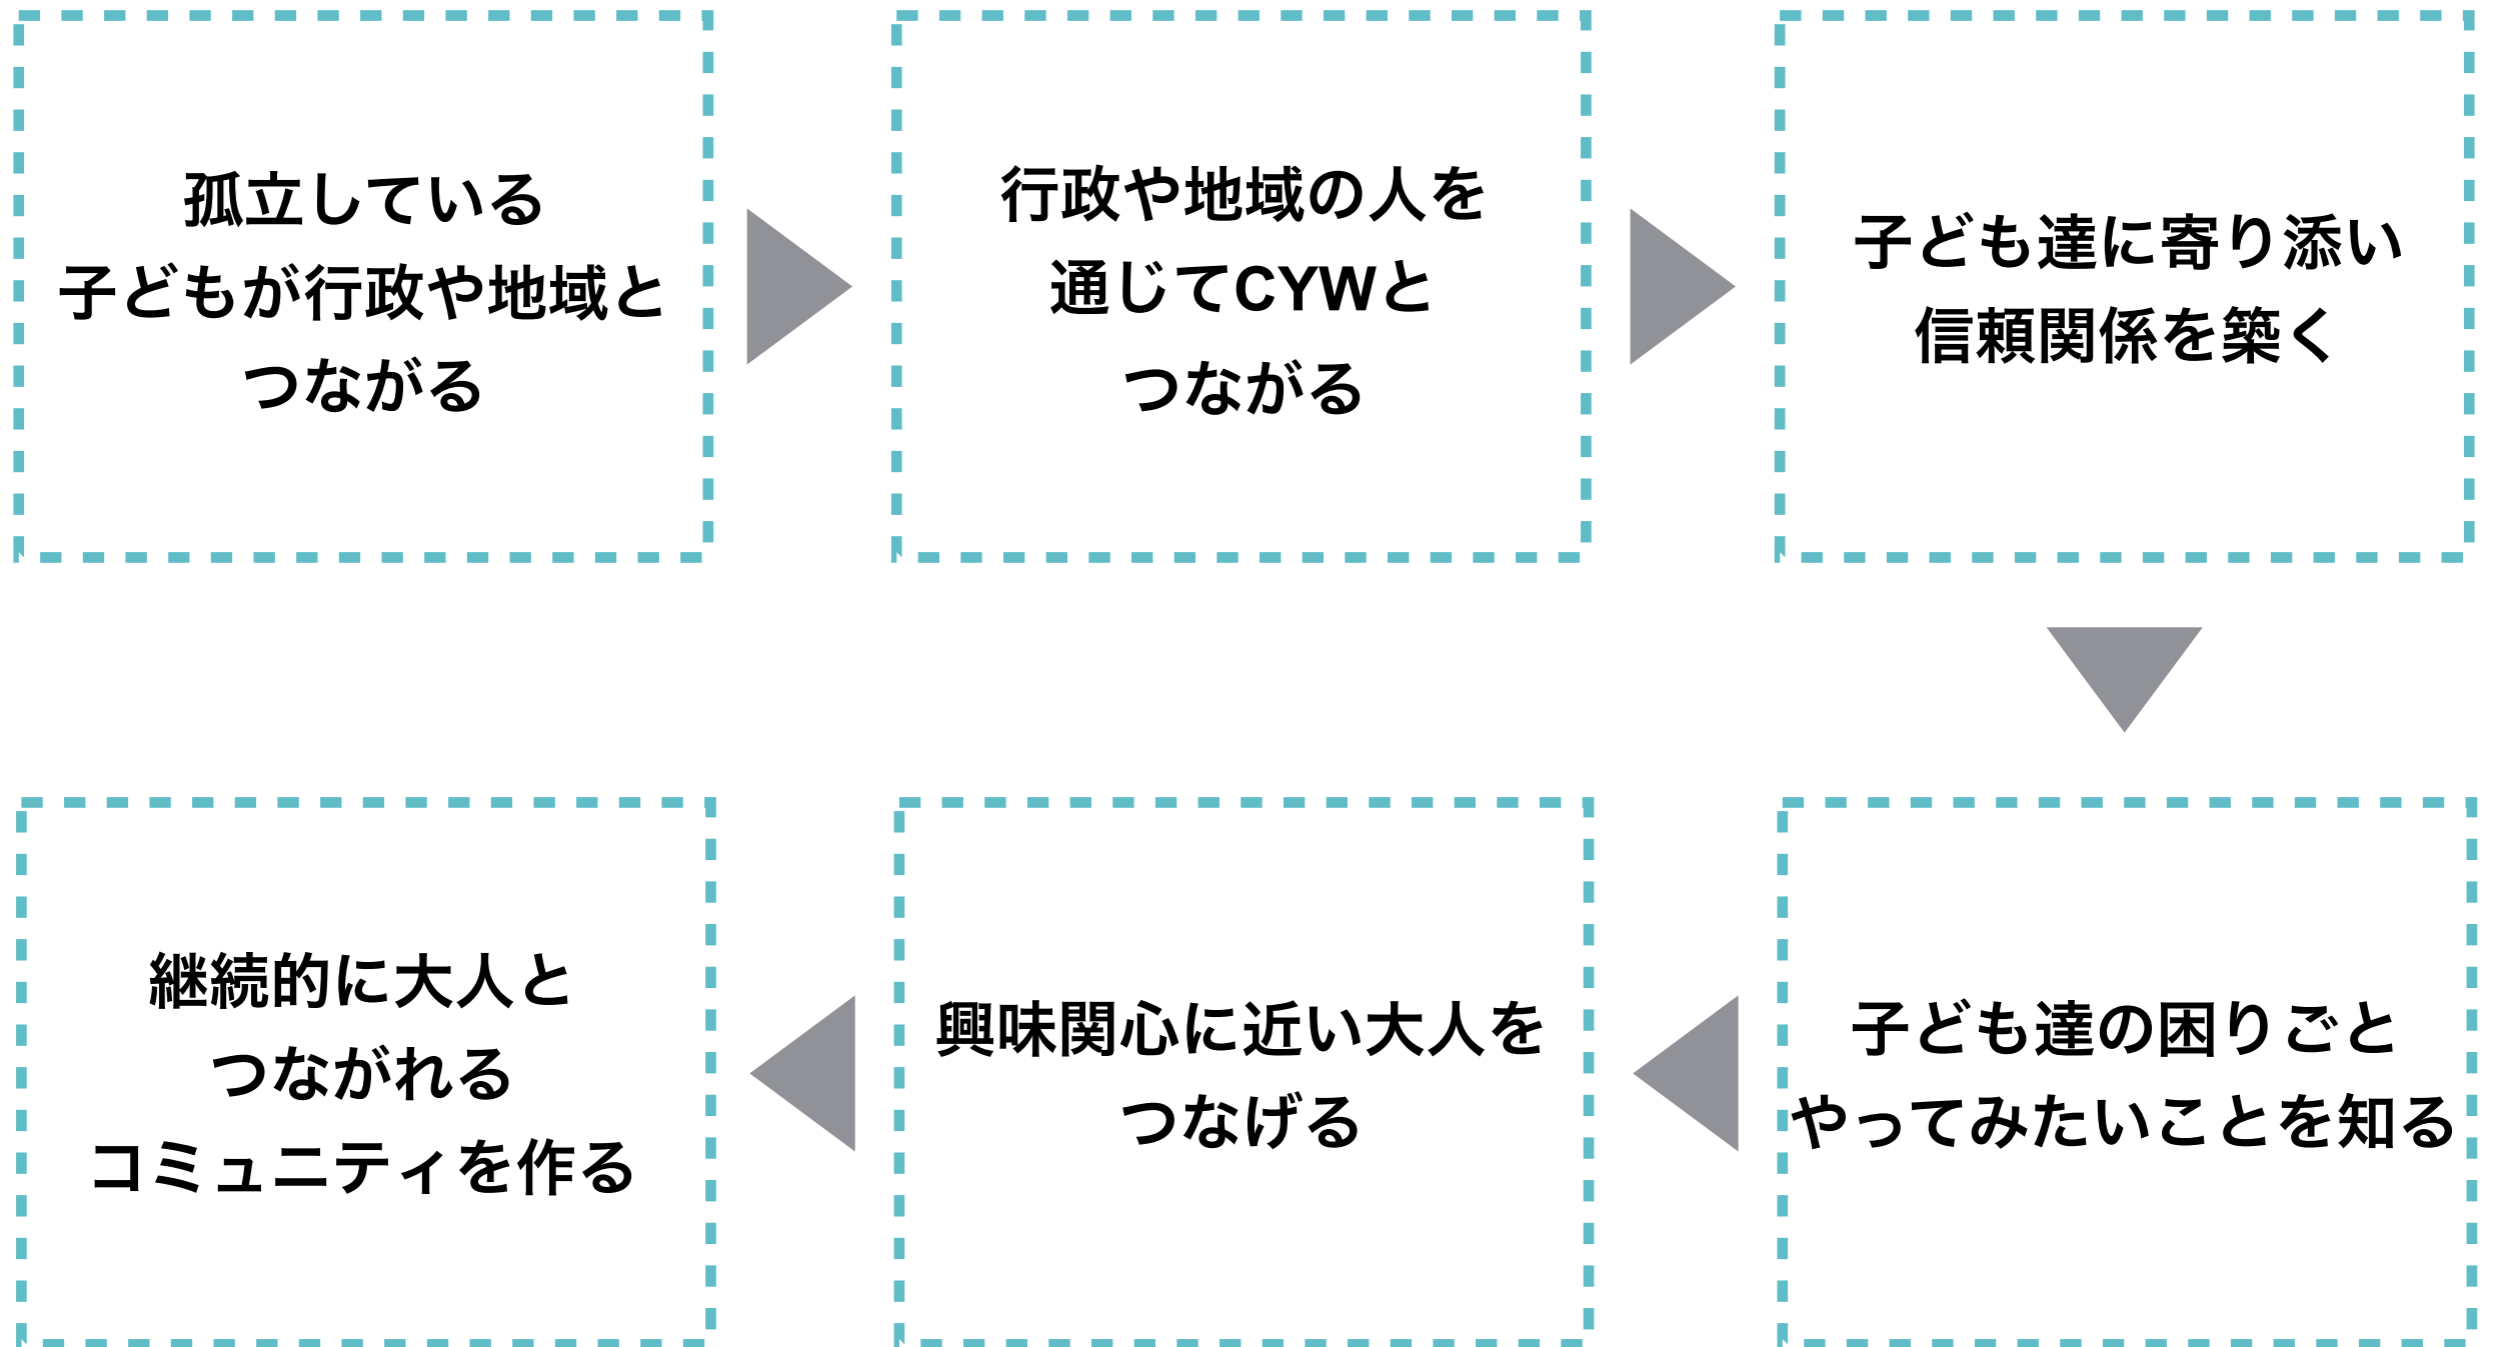 孤立している
子どもが行政や地域と
つながる
行政や地域の人を
通じてCYWと
つながる
子ども達に寄り添い
信頼関係を築く
子ども達の困りごと
やってみたいことを知る
興味関心に近い大人を
つなげる
継続的に大人と
つながれる
コミュニティを作る